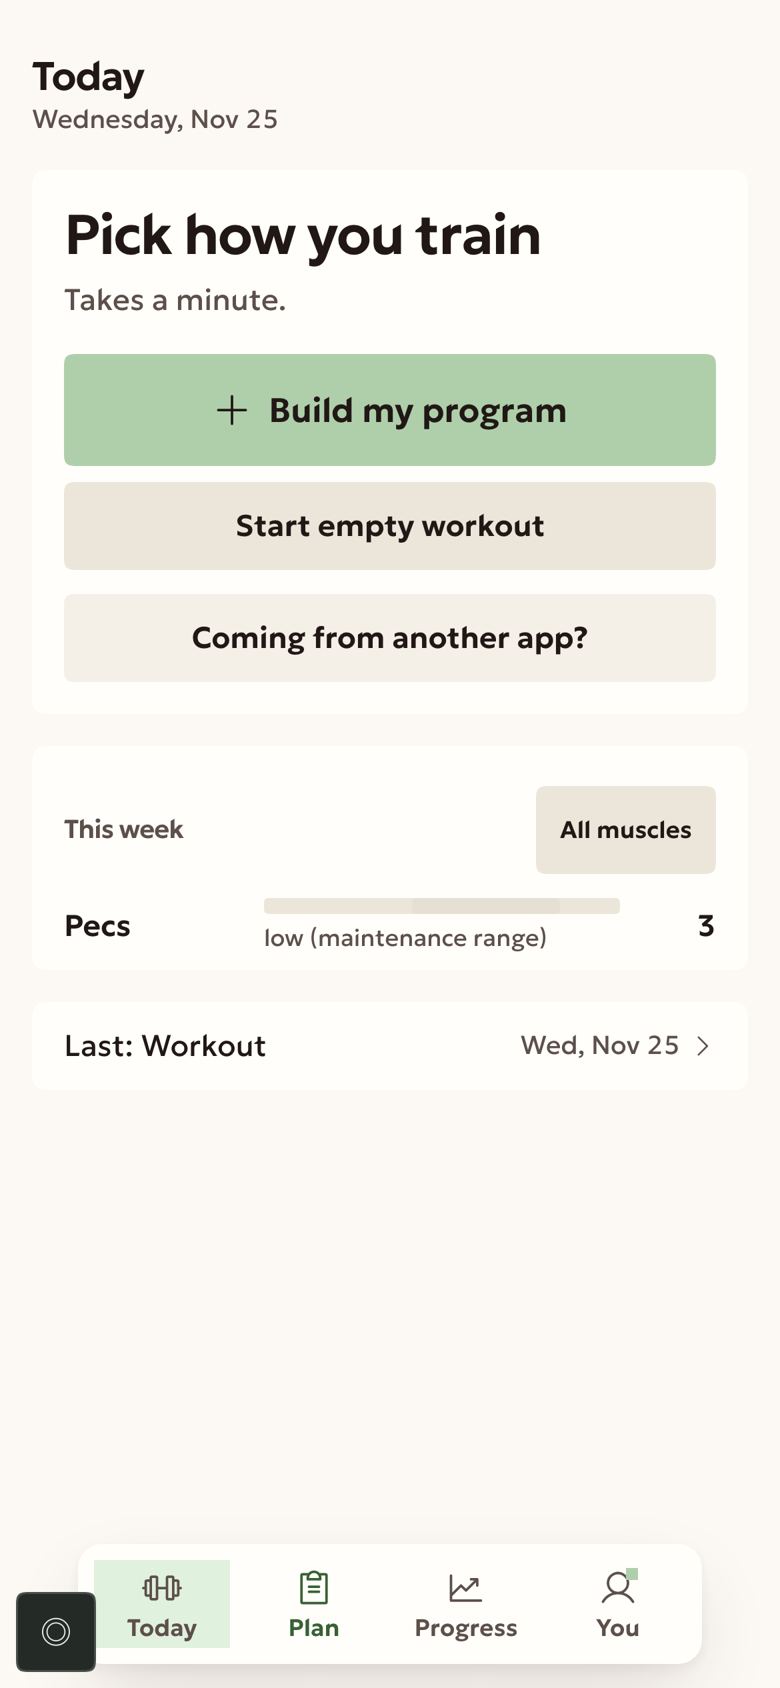 Today
Wednesday, Nov 25
Pick how you train
Takes a minute.
Build my program
Start empty workout
Coming from another app?
This week
All muscles
Pecs
low (maintenance range)
3
Last: Workout
Wed, Nov 25
Today
Plan
Progress
You